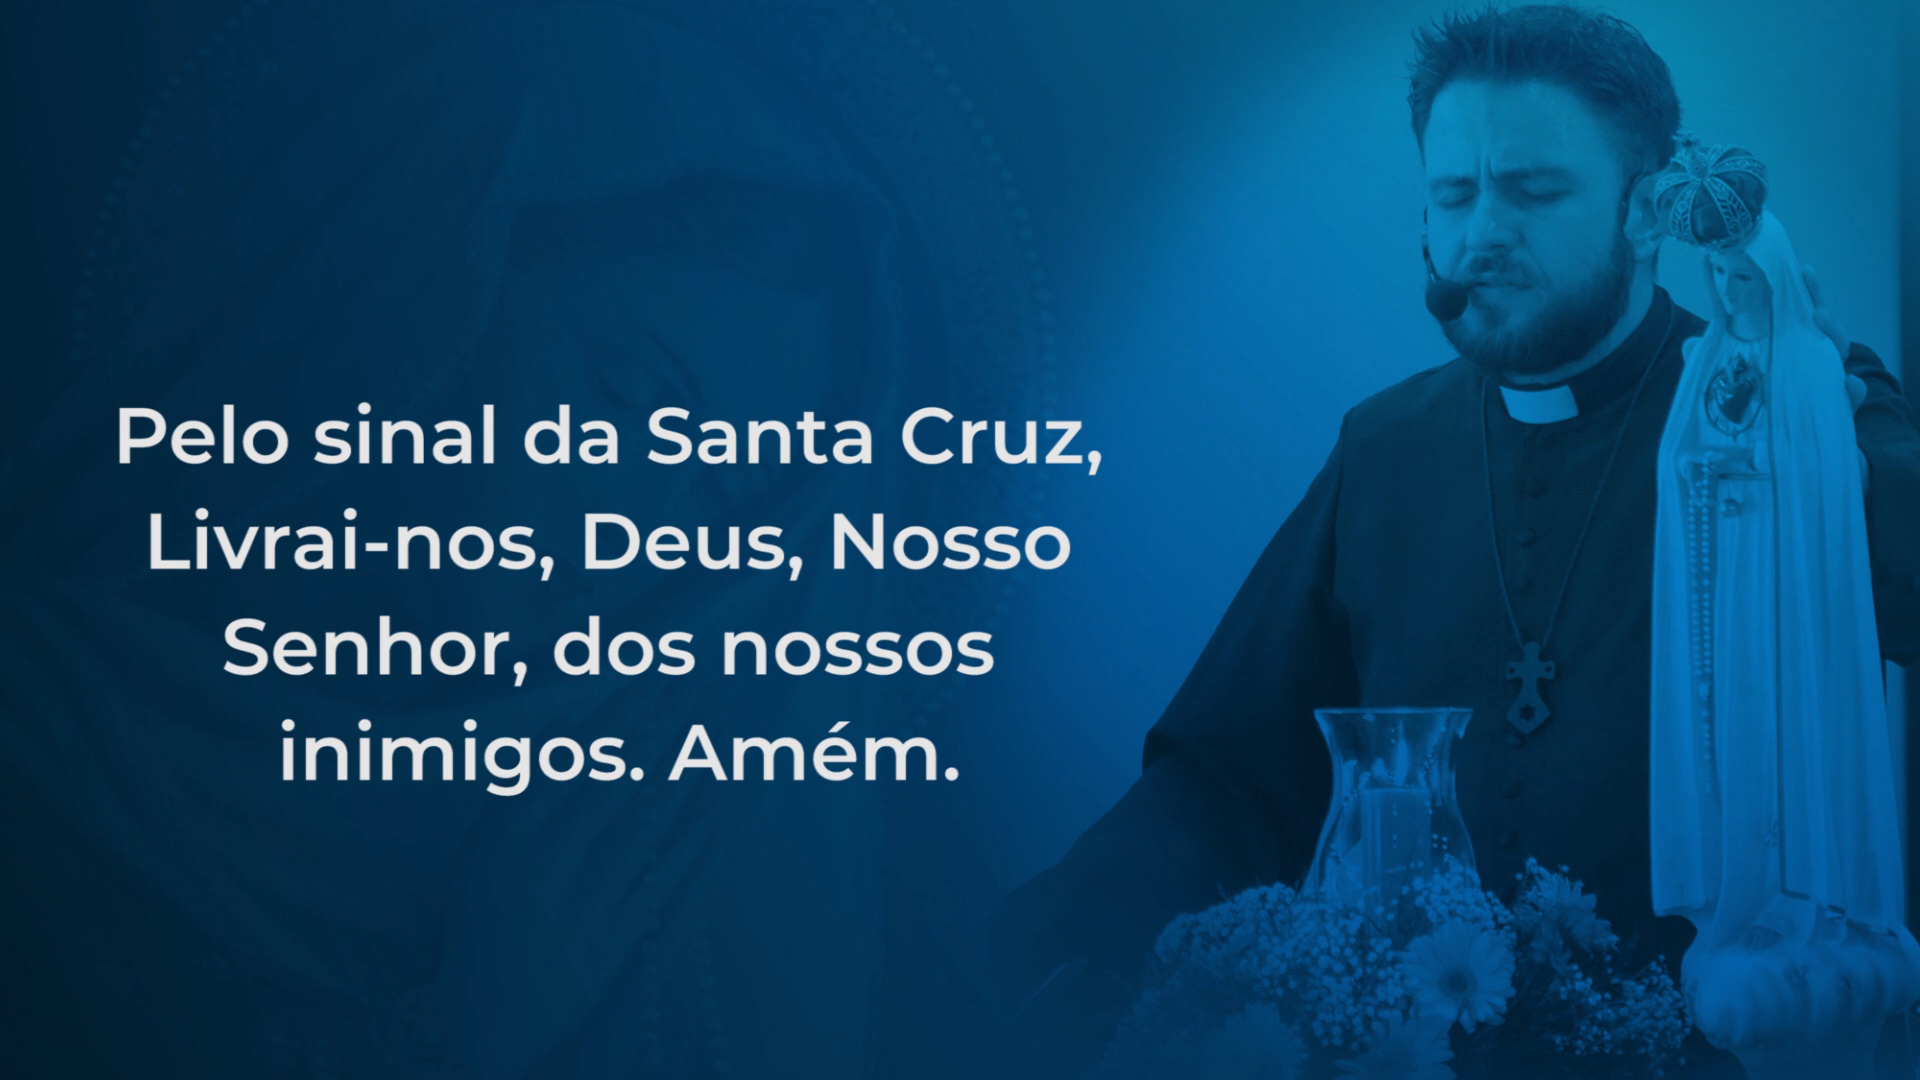 Pelo sinal da Santa Cruz,
Livrai-nos, Deus, Nosso
Senhor, dos nossos
inimigos. Amém.